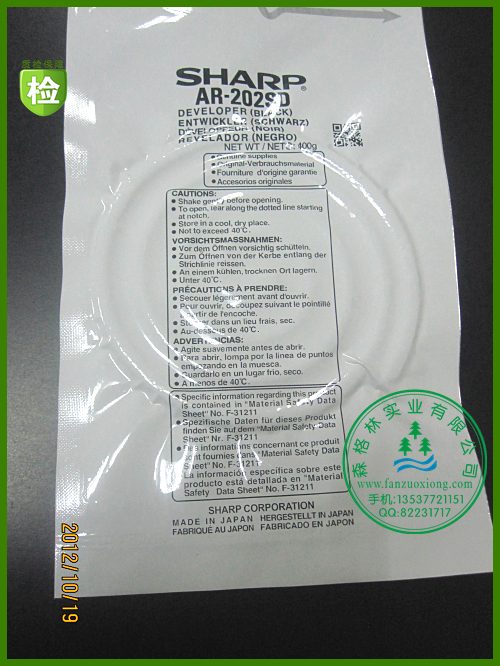 质检保障
检
SHARP
AR-202SD
DEVELOPER (BLACK)
ENTWICKLER (SCHWARZ)
DÉVELOPPEUR (NOIR)
REVELADOR (NEGRO)
NET WT / NETTO: 400g
• Genuine supplies
• Original-Verbrauchsmaterial
• Fourniture d'origine garantie
• Accesorios originales
CAUTIONS:
• Shake gently before opening.
• To open, tear along the dotted line starting
at notch.
• Store in a cool, dry place.
• Not to exceed 40°C.
VORSICHTSMASSNAHMEN:
• Vor dem Öffnen vorsichtig schütteln.
• Zum Öffnen von der Kerbe entlang der
Strichlinie reissen.
• An einem kühlen, trocknen Ort lagern.
• Unter 40°C.
PRÉCAUTIONS À PRENDRE:
• Secouer légèrement avant d'ouvrir.
• Pour ouvrir, découpez suivant le pointillé
à partir de l'encoche.
• Stocker dans un lieu frais, sec.
• Au-dessous de 40°C.
ADVERTENCIAS:
• Agite suavemente antes de abrir.
• Para abrir, rompa por la linea de puntos
empezando en la muesca.
• Guardarlo en un lugar frio, seco.
• A menos de 40°C.
• Specific information regarding this product
is contained in "Material Safety Data
Sheet" No. F-31211
• Spezifische Daten für dieses Produkt
finden Sie auf dem "Material Safety Data
Sheet" Nr. F-31211
• Des informations concernant ce produit
sont fournies dans "Material Safety Data
Sheet" No. F-31211
• La información específica sobre este
producto está detallada en "Material
Safety Data Sheet" No. F-31211
SHARP CORPORATION
MADE IN JAPAN HERGESTELLT IN JAPAN
FABRIQUÉ AU JAPON FABRICADO EN JAPON
森格林实业有限公司
www.fanzuoxiong.com
手机:13537721151
QQ:82231717
2012/10/19